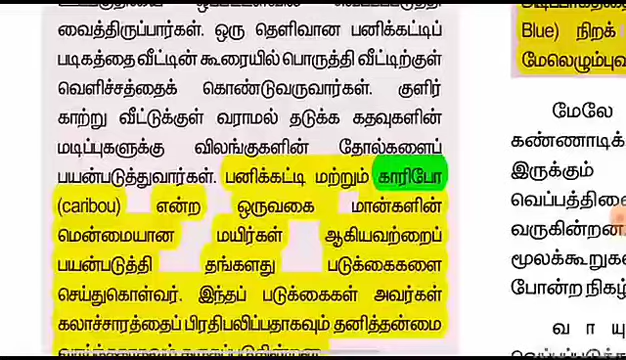 வைத்திருப்பார்கள். ஒரு தெளிவான பனிக்கட்டிப்
படிகத்தை வீட்டின் கூரையில் பொருத்தி வீட்டிற்குள்
வெளிச்சத்தைக் கொண்டுவருவார்கள். குளிர்
காற்று வீட்டுக்குள் வராமல் தடுக்க கதவுகளின்
மடிப்புகளுக்கு விலங்குகளின் தோல்களைப்
பயன்படுத்துவார்கள். பனிக்கட்டி மற்றும் காரிபோ
(caribou) என்ற ஒருவகை மான்களின்
மென்மையான மயிர்கள் ஆகியவற்றைப்
பயன்படுத்தி தங்களது படுக்கைகளை
செய்துகொள்வர். இந்தப் படுக்கைகள் அவர்கள்
கலாச்சாரத்தைப் பிரதிபலிப்பதாகவும் தனித்தன்மை
Blue) நிறக்
மேலெழும்புவ
மேலே
கண்ணாடிக்
இருக்கும்
வெப்பத்தினை
வருகின்றன.
மூலக்கூறுகள
போன்ற நிகழ்
வாயு